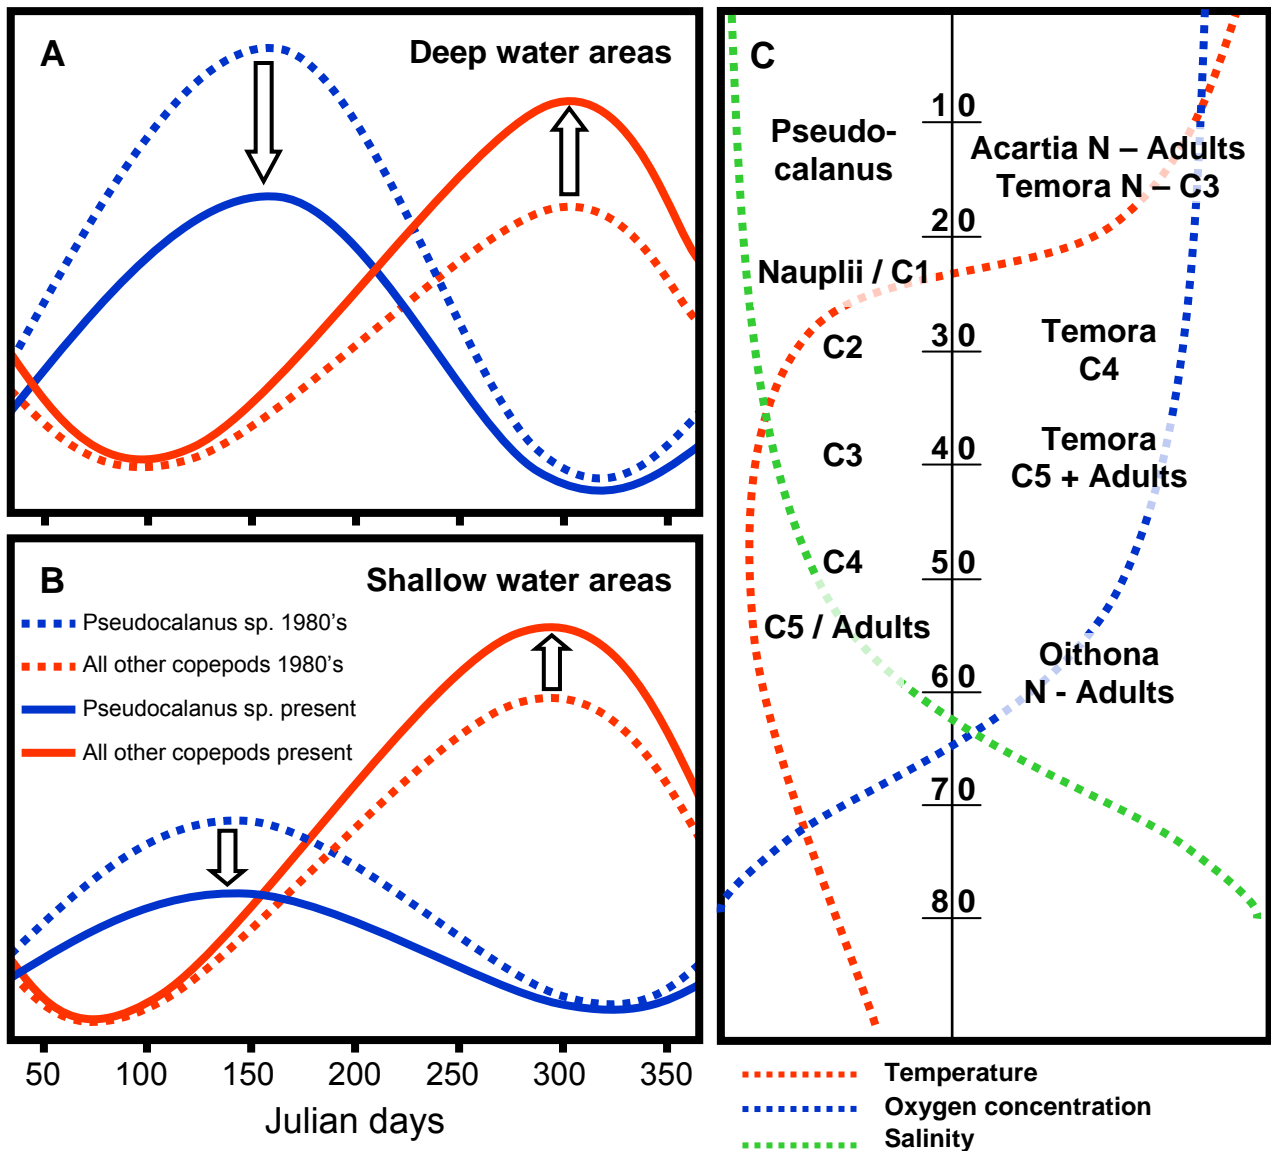 A
Deep water areas
B
Shallow water areas
Pseudocalanus sp. 1980's
All other copepods 1980's
Pseudocalanus sp. present
All other copepods present
50 100 150 200 250 300 350
Julian days
C
10
Pseudo-
calanus
Acartia N – Adults
Temora N – C3
20
Nauplii / C1
30
C2
Temora
C4
40
C3
Temora
C5 + Adults
50
C4
C5 / Adults
60
Oithona
N - Adults
70
80
Temperature
Oxygen concentration
Salinity